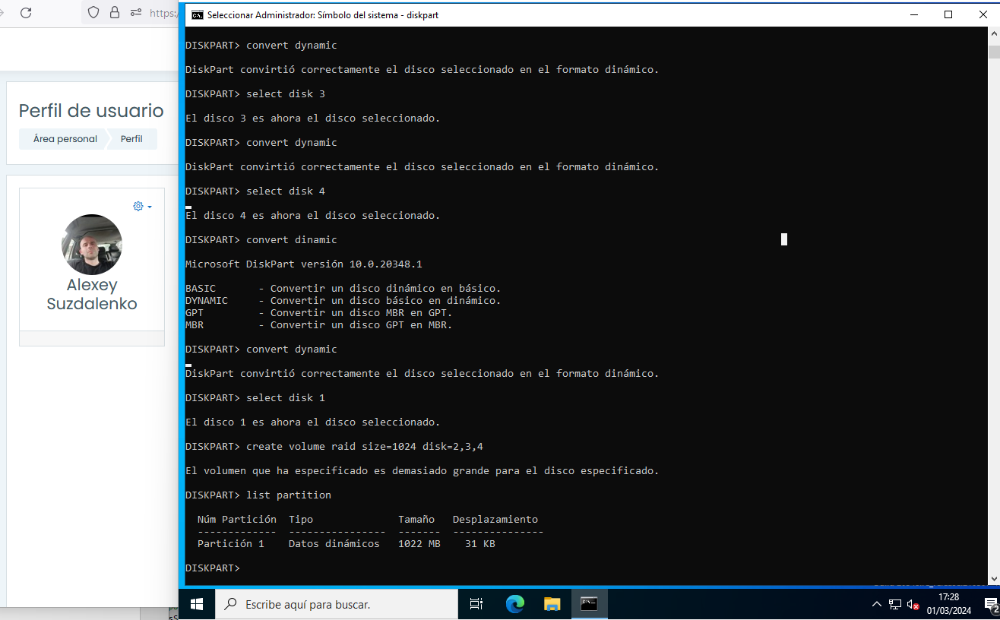 https:/
Perfil de usuario
Área personal
Perfil
Alexey
Suzdalenko
Seleccionar Administrador: Símbolo del sistema - diskpart
DISKPART> convert dynamic
DiskPart convirtió correctamente el disco seleccionado en el formato dinámico.
DISKPART> select disk 3
El disco 3 es ahora el disco seleccionado.
DISKPART> convert dynamic
DiskPart convirtió correctamente el disco seleccionado en el formato dinámico.
DISKPART> select disk 4
El disco 4 es ahora el disco seleccionado.
DISKPART> convert dinamic
Microsoft DiskPart versión 10.0.20348.1
BASIC - Convertir un disco dinámico en básico.
DYNAMIC - Convertir un disco básico en dinámico.
GPT - Convertir un disco MBR en GPT.
MBR - Convertir un disco GPT en MBR.
DISKPART> convert dynamic
DiskPart convirtió correctamente el disco seleccionado en el formato dinámico.
DISKPART> select disk 1
El disco 1 es ahora el disco seleccionado.
DISKPART> create volume raid size=1024 disk=2,3,4
El volumen que ha especificado es demasiado grande para el disco especificado.
DISKPART> list partition
Núm Partición Tipo Tamaño Desplazamiento
------------- ---------------- ------- ---------------
Partición 1 Datos dinámicos 1022 MB 31 KB
DISKPART>
Escribe aquí para buscar.
17:28
01/03/2024
2